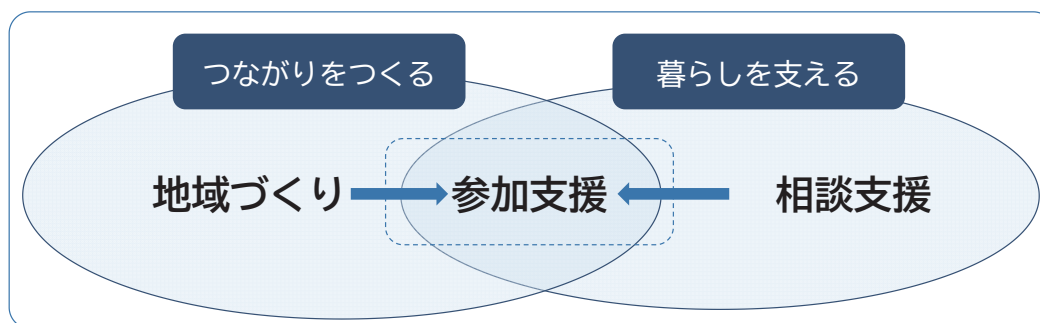 つながりをつくる
暮らしを支える
地域づくり
参加支援
相談支援